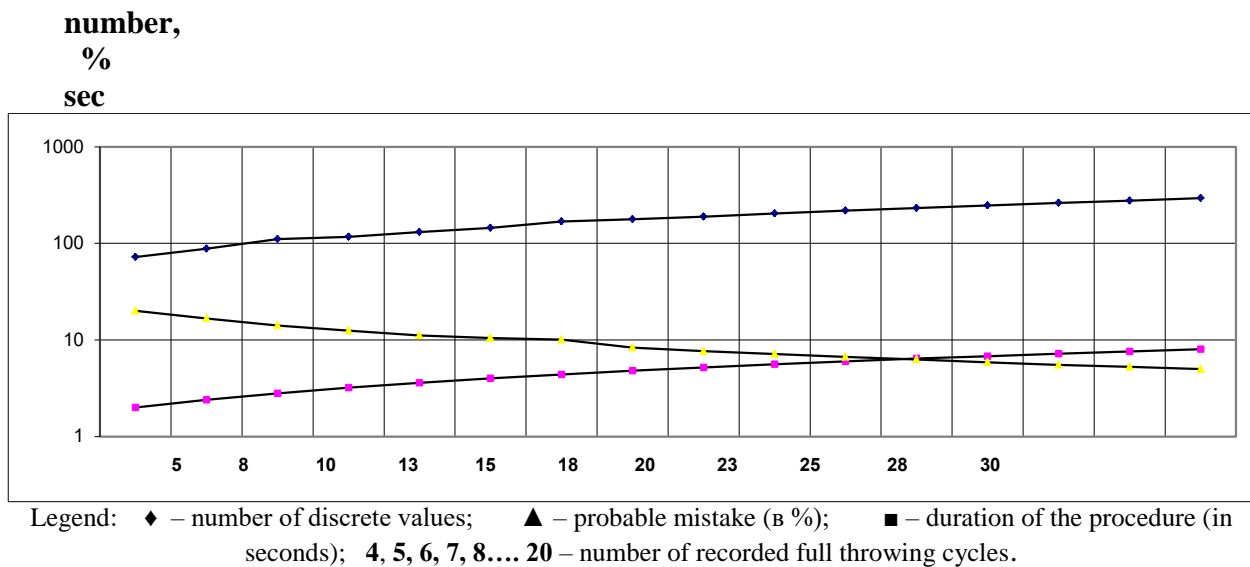 number,
%
sec
1000
100
10
1
5 8 10 13 15 18 20 23 25 28 30
Legend: ♦ – number of discrete values; ▲ – probable mistake (в %); ■ – duration of the procedure (in
seconds); 4, 5, 6, 7, 8…. 20 – number of recorded full throwing cycles.